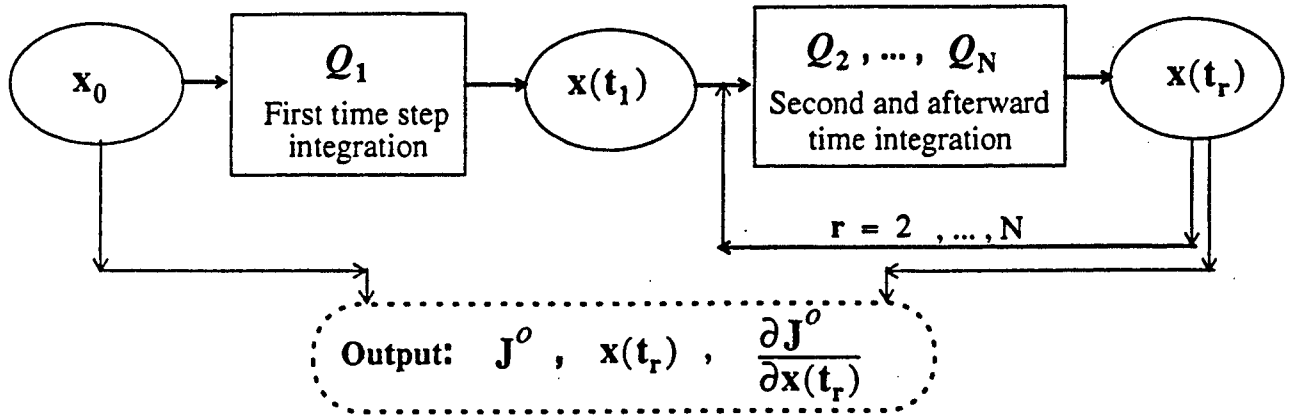 x₀
Q₁
First time step
integration
x(t₁)
Q₂ , ... , Q_N
Second and afterward
time integration
x(t_r)
r = 2 , ... , N
Output: J^o , x(t_r) , ∂J^o / ∂x(t_r)